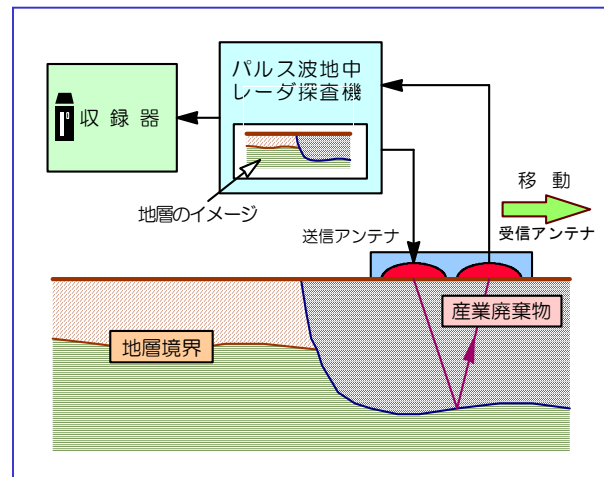 パルス波地中
レーダ探査機
収 録 器
地層のイメージ
移 動
送信アンテナ
受信アンテナ
産業廃棄物
地層境界